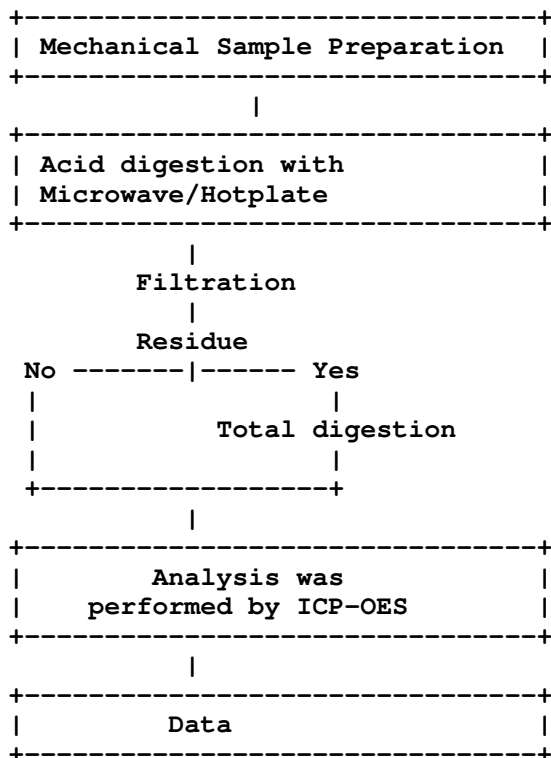 Mechanical Sample Preparation
Acid digestion with
Microwave/Hotplate
Filtration
Residue
No Yes
Total digestion
Analysis was
performed by ICP-OES
Data